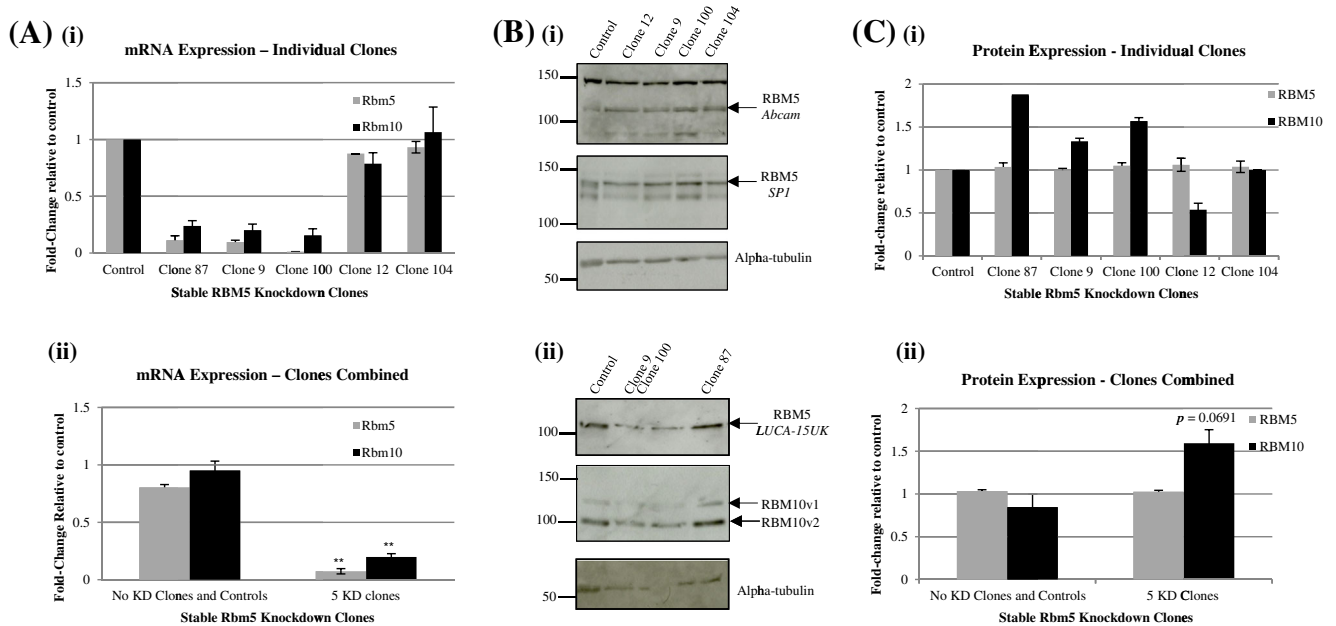 (A) (i)
mRNA Expression – Individual Clones
Fold-Change relative to control
1.5
1
0.5
0
Rbm5
Rbm10
Control Clone 87 Clone 9 Clone 100 Clone 12 Clone 104
Stable RBM5 Knockdown Clones
(ii)
mRNA Expression – Clones Combined
Fold-Change Relative to control
1.5
1
0.5
0
Rbm5
Rbm10
** **
No KD Clones and Controls 5 KD clones
Stable Rbm5 Knockdown Clones
(B) (i)
Control Clone 12 Clone 9 Clone 100 Clone 104
150
100
RBM5
Abcam
150
100
RBM5
SP1
50
Alpha-tubulin
(ii)
Control Clone 9 Clone 100 Clone 87
100
RBM5
LUCA-15UK
150
100
RBM10v1
RBM10v2
50
Alpha-tubulin
(C) (i)
Protein Expression - Individual Clones
Fold-change relative to control
2
1.5
1
0.5
0
RBM5
RBM10
Control Clone 87 Clone 9 Clone 100 Clone 12 Clone 104
Stable Rbm5 Knockdown Clones
(ii)
Protein Expression - Clones Combined
Fold-change relative to control
2
1.5
1
0.5
0
p = 0.0691
RBM5
RBM10
No KD Clones and Controls 5 KD Clones
Stable Rbm5 Knockdown Clones